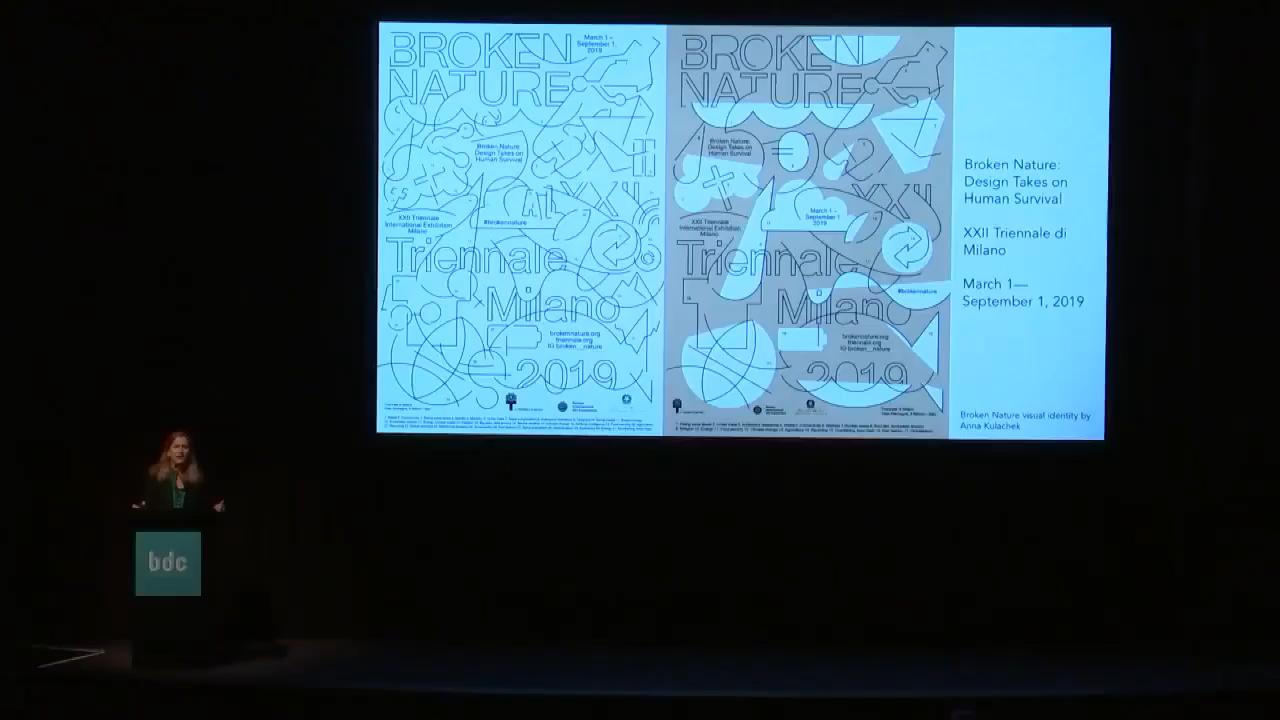 BROKEN
NATURE
March 1 –
September 1,
2019
Broken Nature:
Design Takes on
Human Survival
XXII
XXII Triennale
International Exhibition
Milano
#brokennature
Triennale
Milano
brokennature.org
triennale.org
IG broken__nature
2019
BROKEN
NATURE
Broken Nature:
Design Takes on
Human Survival
XXII
March 1 –
September 1
2019
XXII Triennale
International Exhibition
Milano
Triennale
#brokennature
Milano
brokennature.org
triennale.org
IG broken__nature
2019
Broken Nature:
Design Takes on
Human Survival
XXII Triennale di
Milano
March 1—
September 1, 2019
Broken Nature visual identity by
Anna Kulachek
bdc